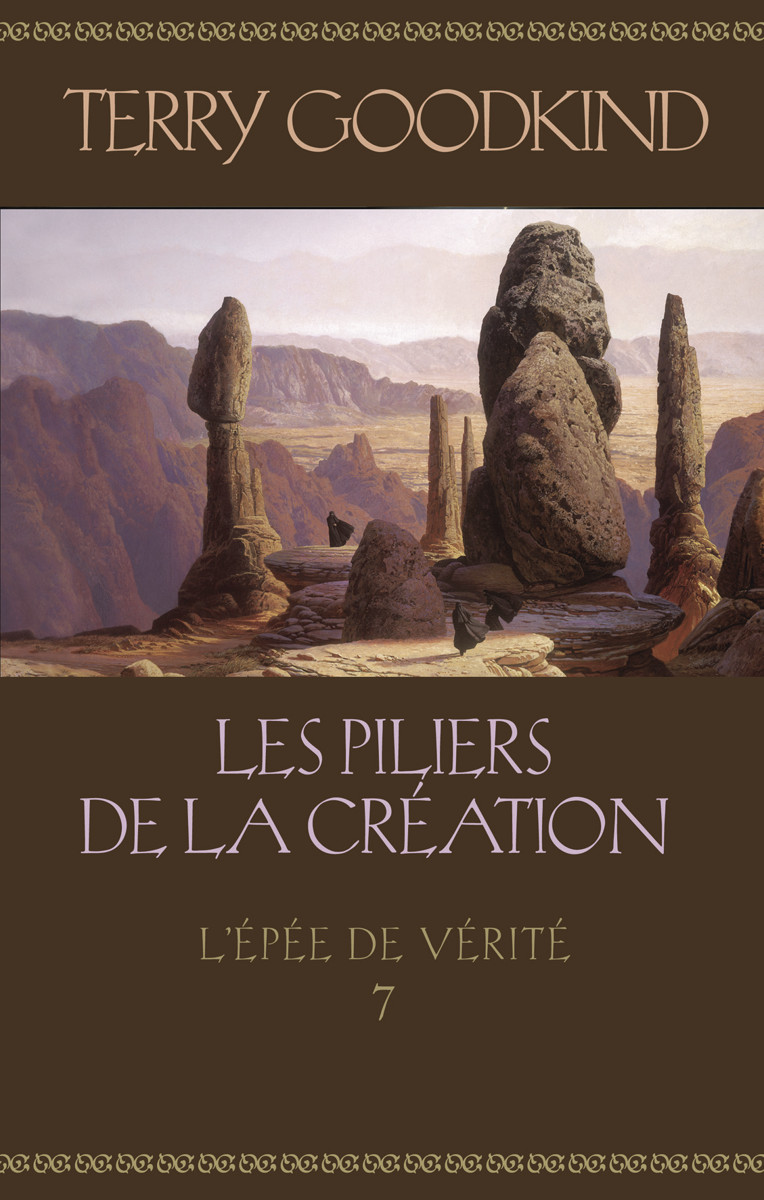 TERRY GOODKIND
LES PILIERS
DE LA CRÉATION
L'ÉPÉE DE VÉRITÉ
7